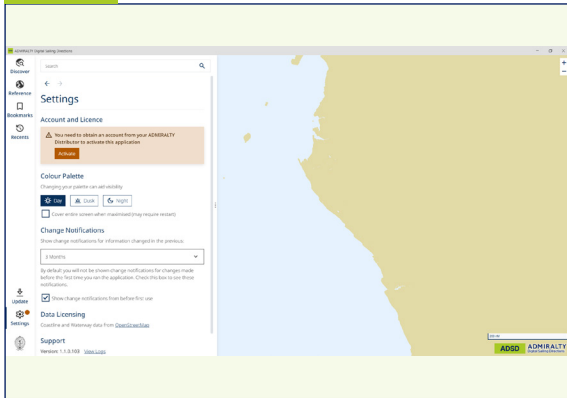 ADMIRALTY Digital Sailing Directions
Discover
Reference
Bookmarks
Recents
Update
Settings
search
Settings
Account and Licence
You need to obtain an account from your ADMIRALTY
Distributor to activate this application
Activate
Colour Palette
Changing your palette can aid visibility
Day
Dusk
Night
Cover entire screen when maximised (may require restart)
Change Notifications
Show change notifications for information changed in the previous:
3 Months
By default you will not be shown change notifications for changes made
before the first time you ran the application. Check this box to see these
notifications.
Show change notifications from before first use
Data Licensing
Coastline and Waterway data from OpenStreetMap
Support
Version: 1.1.0.103 View Logs
ADSD
ADMIRALTY
Digital Sailing Directions